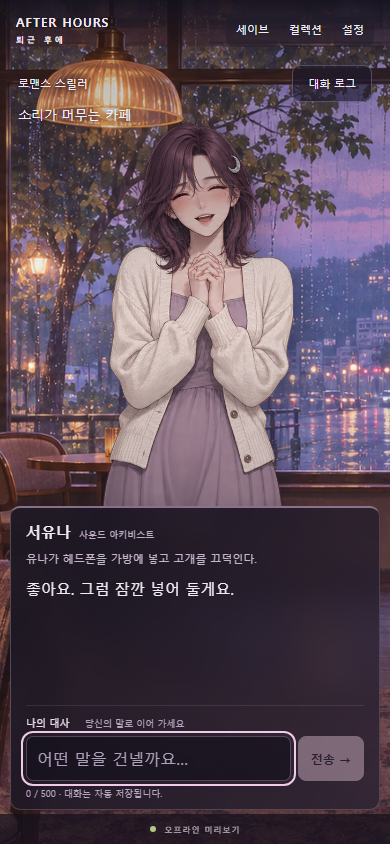 AFTER HOURS
퇴근 후에
세이브 컬렉션 설정
로맨스 스릴러
대화 로그
소리가 머무는 카페
서유나 사운드 아키비스트
유나가 헤드폰을 가방에 넣고 고개를 끄덕인다.
좋아요. 그럼 잠깐 넣어 둘게요.
나의 대사 당신의 말로 이어 가세요
어떤 말을 건넬까요...
전송 →
0 / 500 · 대화는 자동 저장됩니다.
오프라인 미리보기